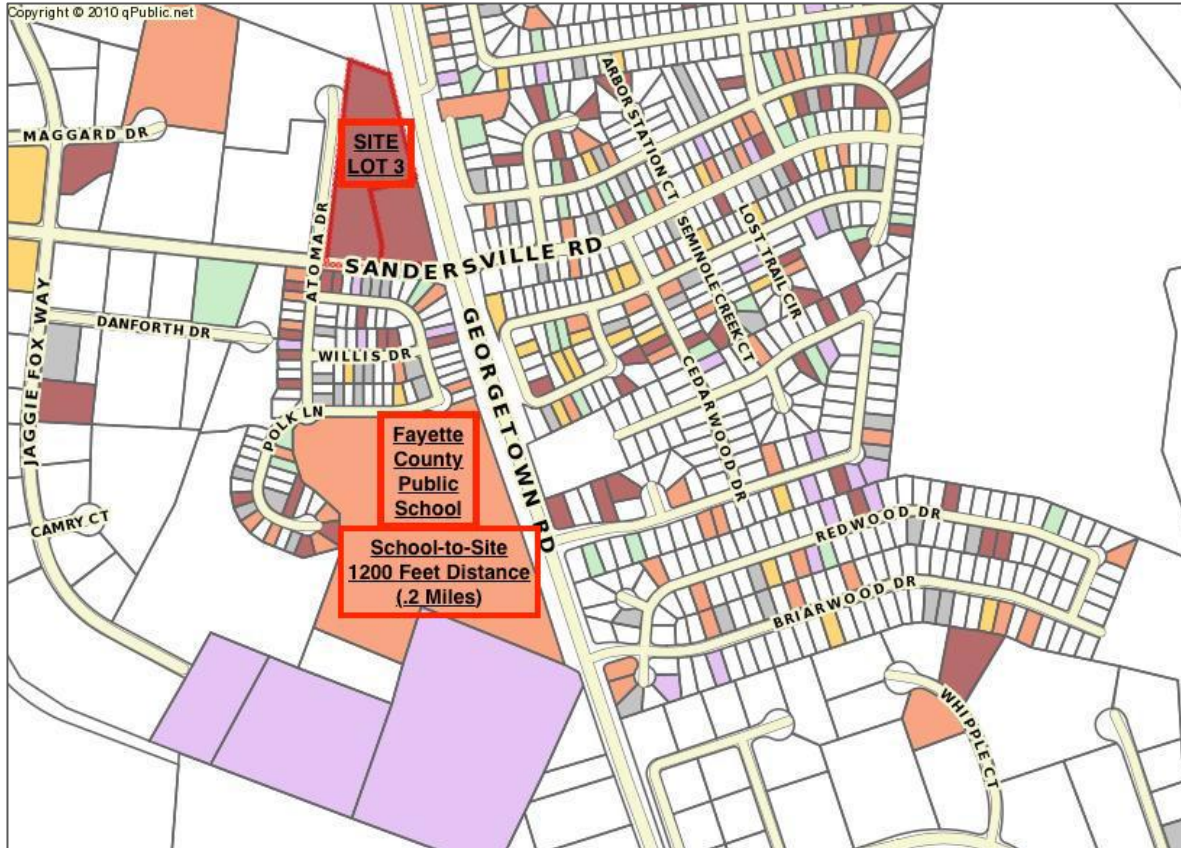 Copyright © 2010 qPublic.net
MAGGARD DR
SITE
LOT 3
ARBOR STATION CT
ATOMA DR
SANDERSVILLE RD
SEMINOLE CREEK CT
LOST TRAIL CIR
JAGGIE FOX WAY
DANFORTH DR
WILLIS DR
GEORGETOWN RD
CEDARWOOD DR
POLK LN
Fayette
County
Public
School
CAMRY CT
School-to-Site
1200 Feet Distance
(.2 Miles)
REDWOOD DR
BRIARWOOD DR
WHIPPLE CT